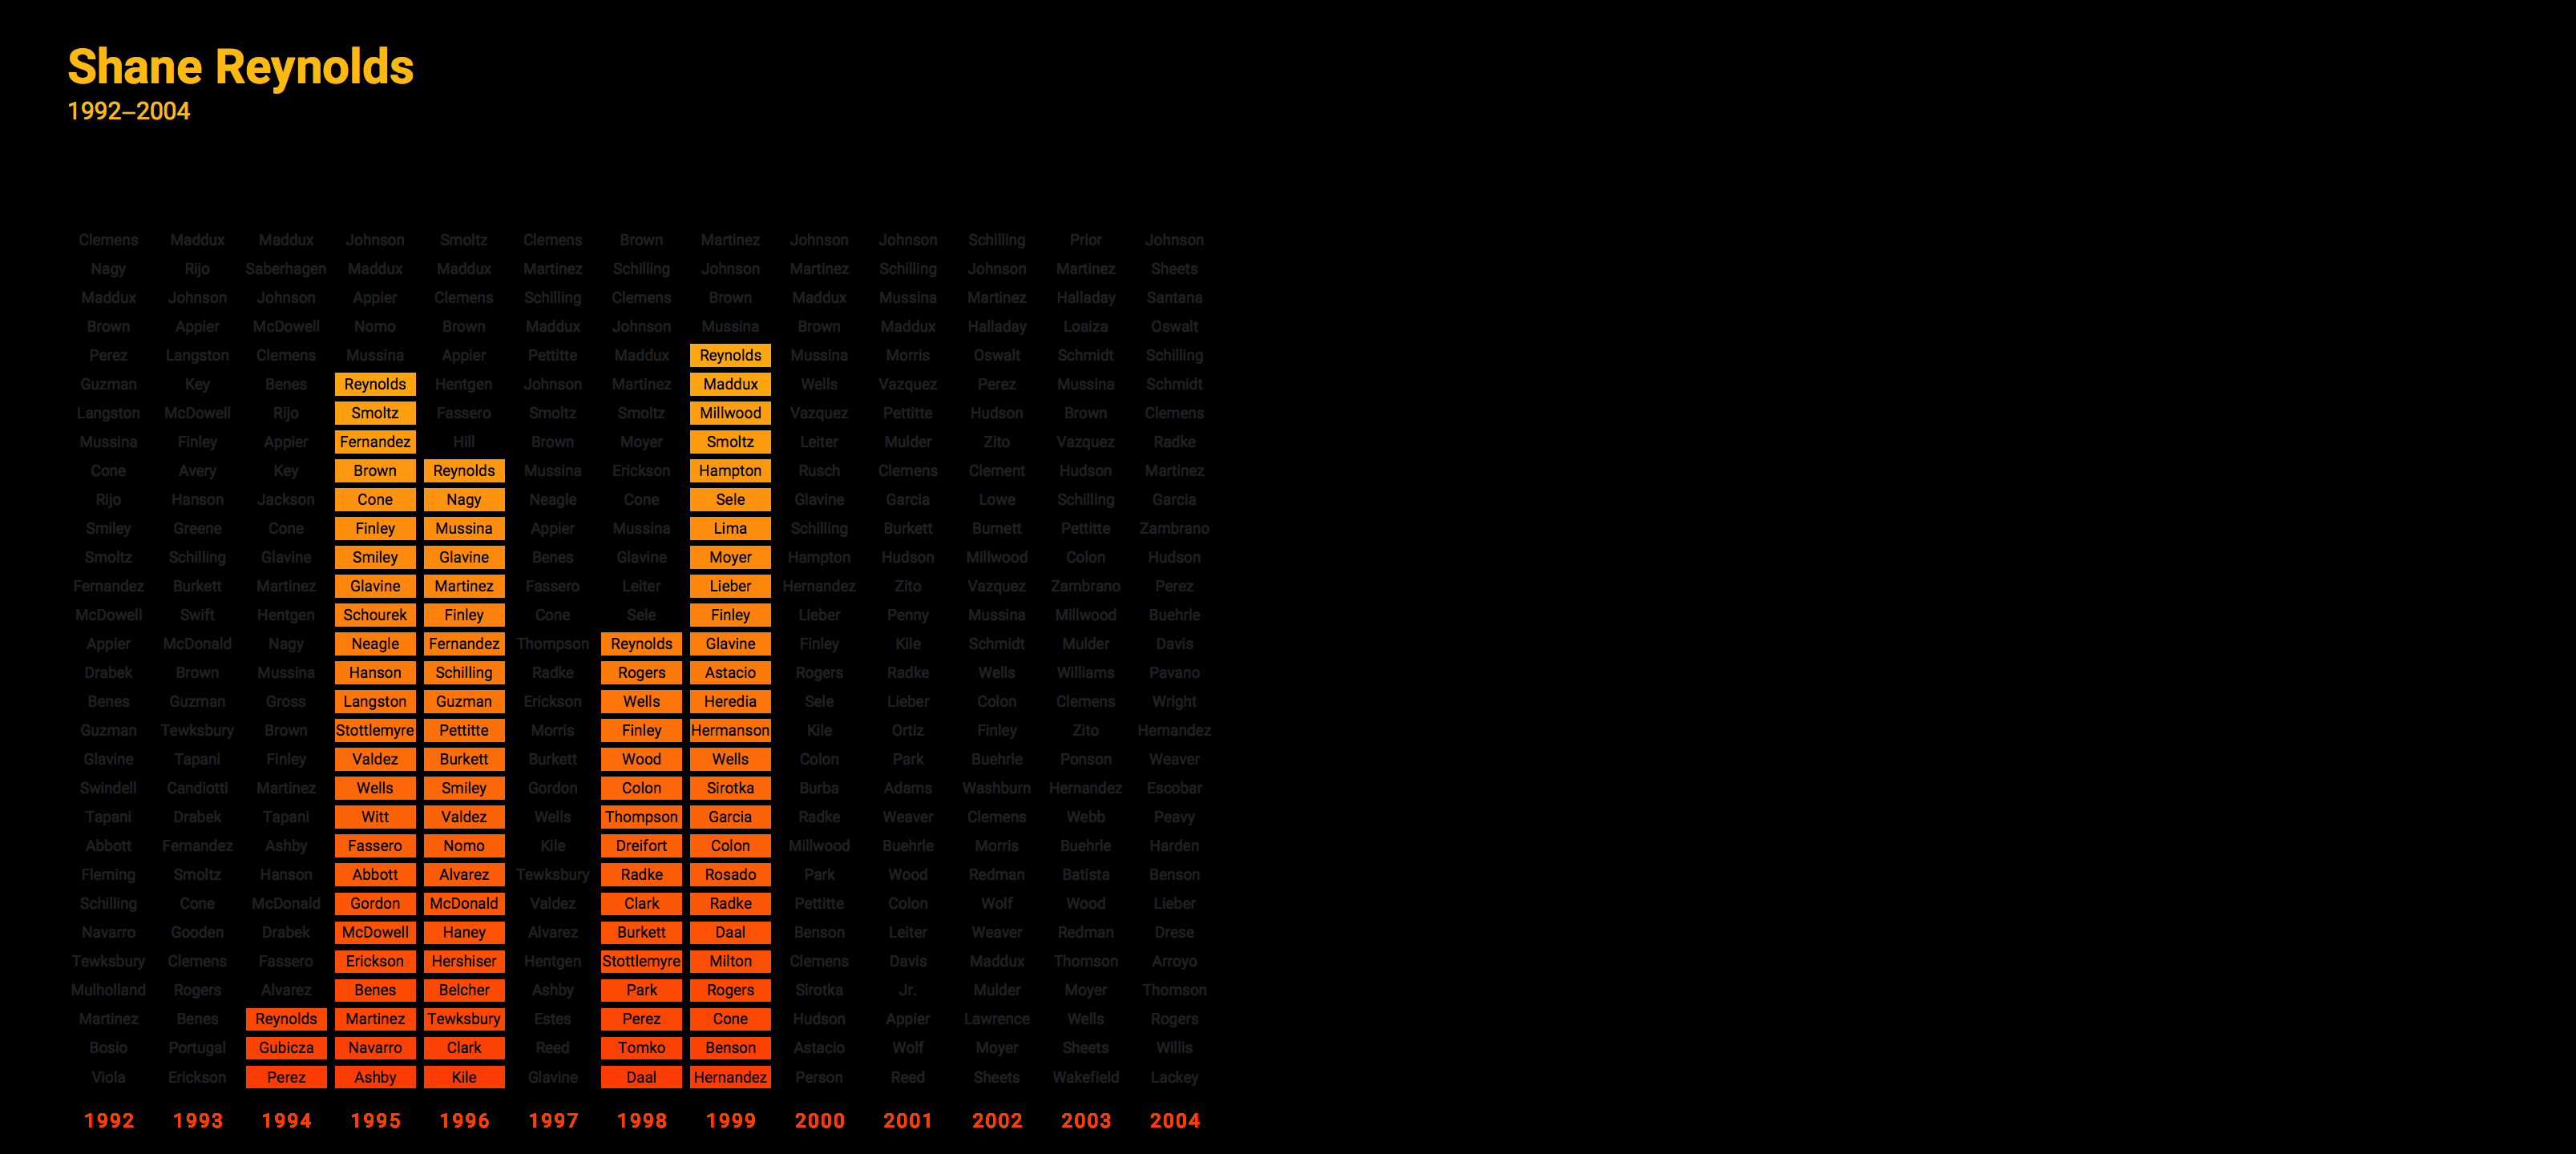 Shane Reynolds
1992–2004
Clemens Maddux Maddux Johnson Smoltz Clemens Brown Martinez Johnson Johnson Schilling Prior Johnson
Nagy Rijo Saberhagen Maddux Maddux Martinez Schilling Johnson Martinez Schilling Johnson Martinez Sheets
Maddux Johnson Johnson Appier Clemens Schilling Clemens Brown Maddux Mussina Martinez Halladay Santana
Brown Appier McDowell Nomo Brown Maddux Johnson Mussina Brown Maddux Halladay Loaiza Oswalt
Perez Langston Clemens Mussina Appier Pettitte Maddux Reynolds Mussina Morris Oswalt Schmidt Schilling
Guzman Key Benes Reynolds Hentgen Johnson Martinez Maddux Wells Vazquez Perez Mussina Schmidt
Langston McDowell Rijo Smoltz Fassero Smoltz Smoltz Millwood Vazquez Pettitte Hudson Brown Clemens
Mussina Finley Appier Fernandez Hill Brown Moyer Smoltz Leiter Mulder Zito Vazquez Radke
Cone Avery Key Brown Reynolds Mussina Erickson Hampton Rusch Clemens Clement Hudson Martinez
Rijo Hanson Jackson Cone Nagy Neagle Cone Sele Glavine Garcia Lowe Schilling Garcia
Smiley Greene Cone Finley Mussina Appier Mussina Lima Schilling Burkett Burnett Pettitte Zambrano
Smoltz Schilling Glavine Smiley Glavine Benes Glavine Moyer Hampton Hudson Millwood Colon Hudson
Fernandez Burkett Martinez Glavine Martinez Fassero Leiter Lieber Hernandez Zito Vazquez Zambrano Perez
McDowell Swift Hentgen Schourek Finley Cone Sele Finley Lieber Penny Mussina Millwood Buehrle
Appier McDonald Nagy Neagle Fernandez Thompson Reynolds Glavine Finley Kile Schmidt Mulder Davis
Drabek Brown Mussina Hanson Schilling Radke Rogers Astacio Rogers Radke Wells Williams Pavano
Benes Guzman Gross Langston Guzman Erickson Wells Heredia Sele Lieber Colon Clemens Wright
Guzman Tewksbury Brown Stottlemyre Pettitte Morris Finley Hermanson Kile Ortiz Finley Zito Hernandez
Glavine Tapani Finley Valdez Burkett Burkett Wood Wells Colon Park Buehrle Ponson Weaver
Swindell Candiotti Martinez Wells Smiley Gordon Colon Sirotka Burba Adams Washburn Hernandez Escobar
Tapani Drabek Tapani Witt Valdez Wells Thompson Garcia Radke Weaver Clemens Webb Peavy
Abbott Fernandez Ashby Fassero Nomo Kile Dreifort Colon Millwood Buehrle Morris Buehrle Harden
Fleming Smoltz Hanson Abbott Alvarez Tewksbury Radke Rosado Park Wood Redman Batista Benson
Schilling Cone McDonald Gordon McDonald Valdez Clark Radke Pettitte Colon Wolf Wood Lieber
Navarro Gooden Drabek McDowell Haney Alvarez Burkett Daal Benson Leiter Weaver Redman Drese
Tewksbury Clemens Fassero Erickson Hershiser Hentgen Stottlemyre Milton Clemens Davis Maddux Thomson Arroyo
Mulholland Rogers Alvarez Benes Belcher Ashby Park Rogers Sirotka Jr. Mulder Moyer Thomson
Martinez Benes Reynolds Martinez Tewksbury Estes Perez Cone Hudson Appier Lawrence Wells Rogers
Bosio Portugal Gubicza Navarro Clark Reed Tomko Benson Astacio Wolf Moyer Sheets Willis
Viola Erickson Perez Ashby Kile Glavine Daal Hernandez Person Reed Sheets Wakefield Lackey
1992 1993 1994 1995 1996 1997 1998 1999 2000 2001 2002 2003 2004